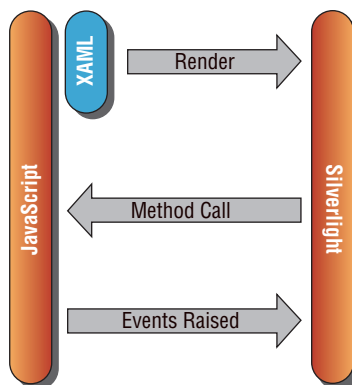 XAML
Render
JavaScript
Silverlight
Method Call
Events Raised